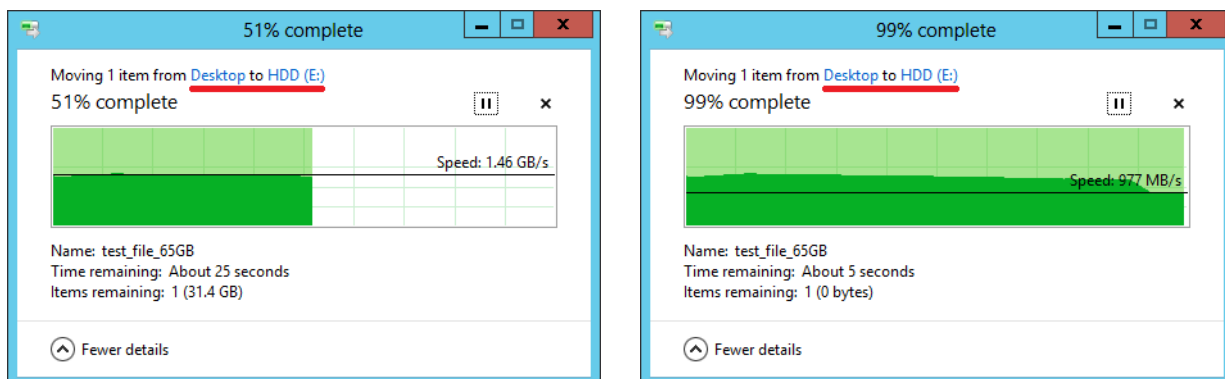 51% complete
Moving 1 item from Desktop to HDD (E:)
51% complete
Speed: 1.46 GB/s
Name: test_file_65GB
Time remaining: About 25 seconds
Items remaining: 1 (31.4 GB)
Fewer details
99% complete
Moving 1 item from Desktop to HDD (E:)
99% complete
Speed: 977 MB/s
Name: test_file_65GB
Time remaining: About 5 seconds
Items remaining: 1 (0 bytes)
Fewer details